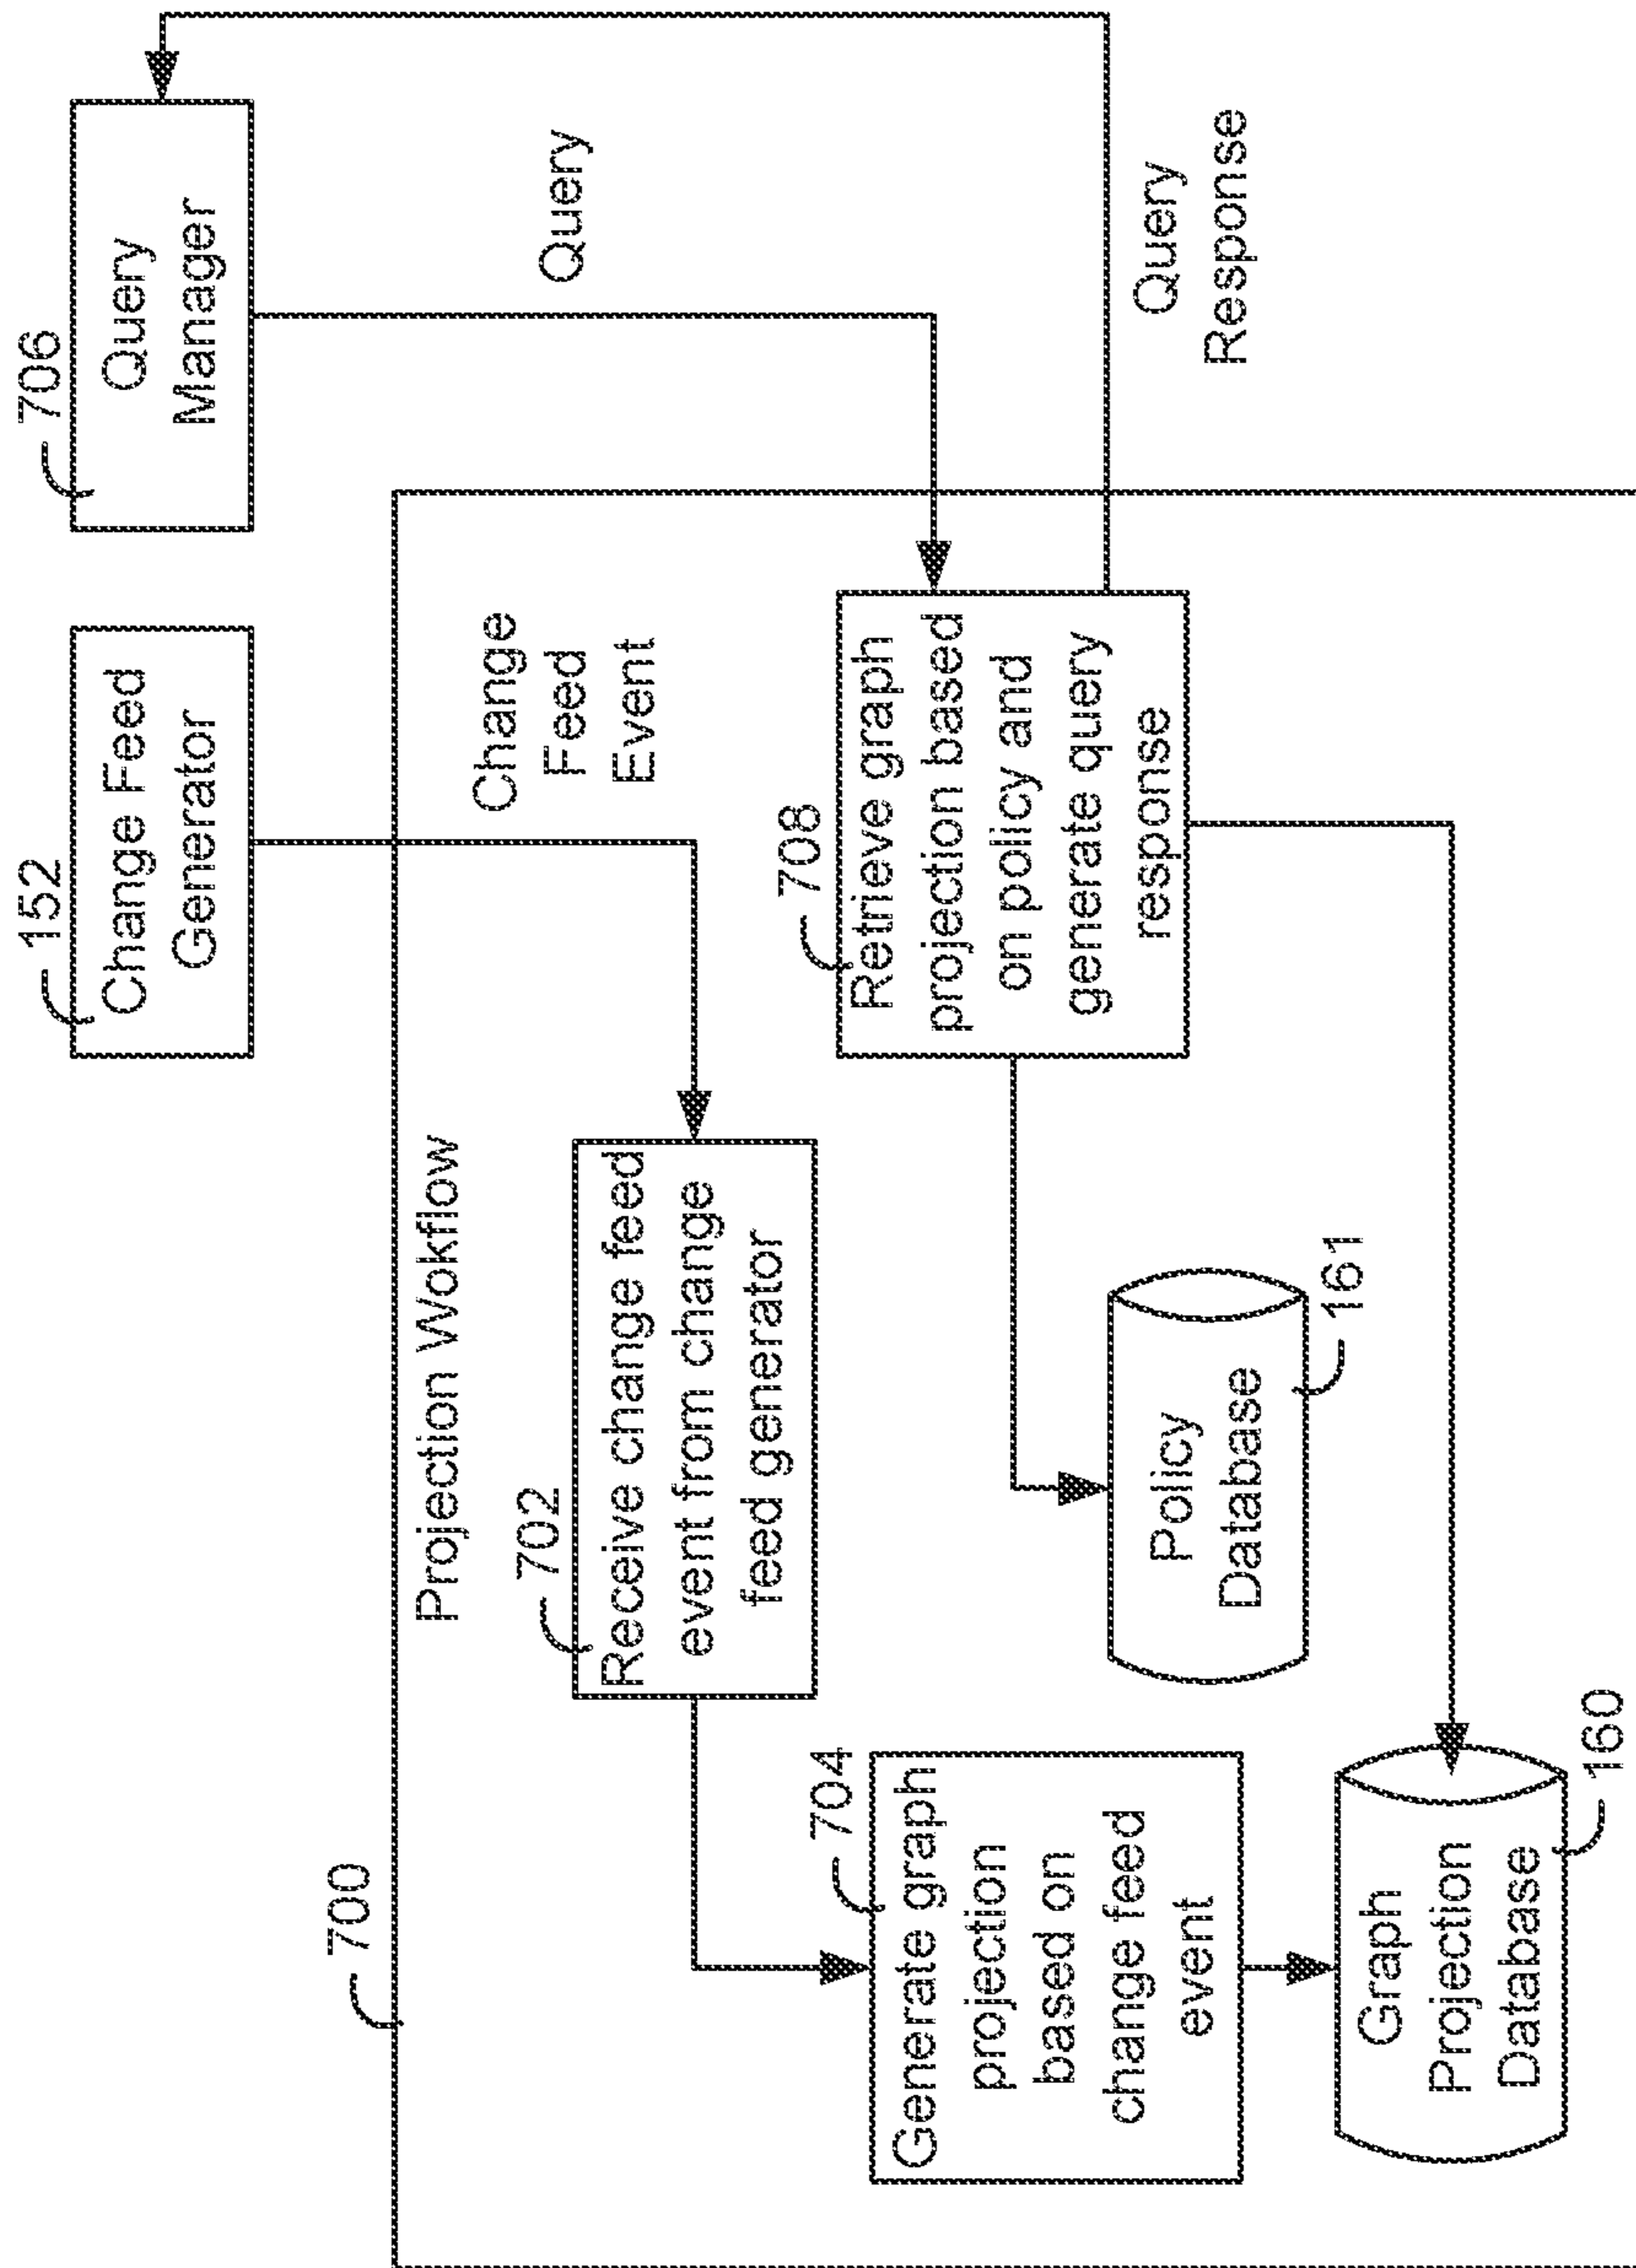 700
Projection Wokflow
152
Change Feed
Generator
706
Query
Manager
Change
Feed
Event
Query
702
Receive change feed
event from change
feed generator
704
Generate graph
projection
based on
change feed
event
708
Retrieve graph
projection based
on policy and
generate query
response
Query
Response
Policy
Database
161
Graph
Projection
Database
160